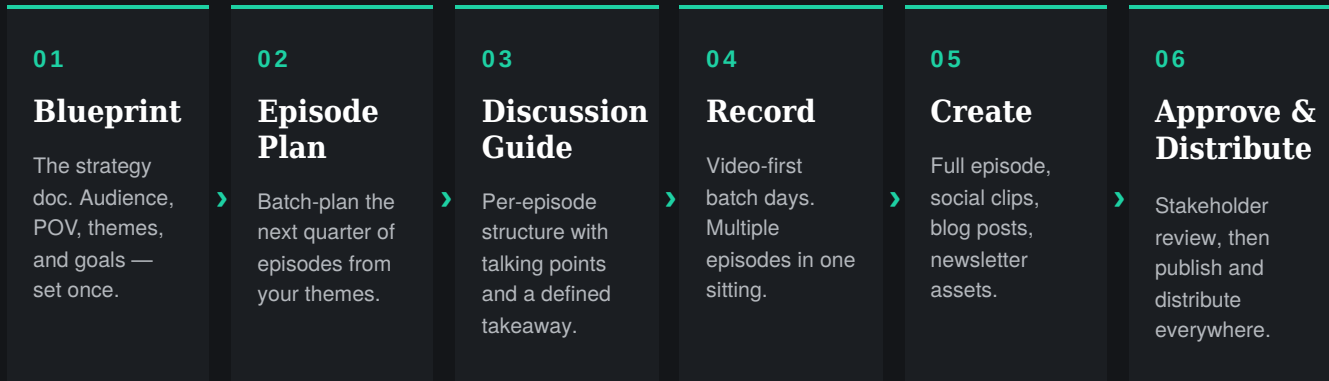 01
Blueprint
The strategy
doc. Audience,
POV, themes,
and goals —
set once.
›
02
Episode
Plan
Batch-plan the
next quarter of
episodes from
your themes.
›
03
Discussion
Guide
Per-episode
structure with
talking points
and a defined
takeaway.
›
04
Record
Video-first
batch days.
Multiple
episodes in one
sitting.
›
05
Create
Full episode,
social clips,
blog posts,
newsletter
assets.
›
06
Approve &
Distribute
Stakeholder
review, then
publish and
distribute
everywhere.